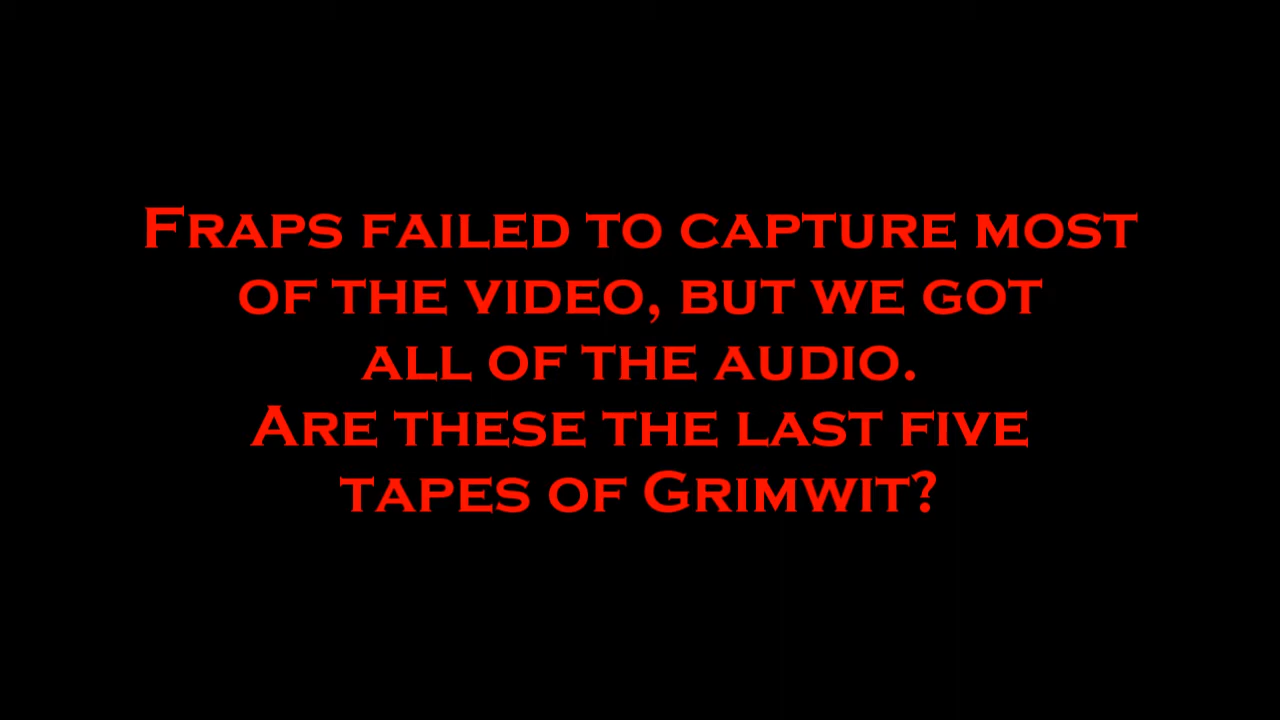 Fraps failed to capture most
of the video, but we got
all of the audio.
Are these the last five
tapes of Grimwit?